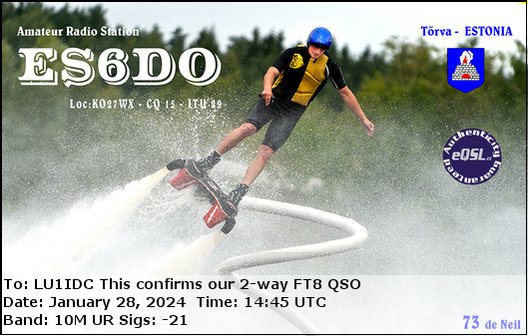 Amateur Radio Station
ES6DO
Loc:KO27WX - CQ 15 - ITU 29
Tõrva - ESTONIA
Authenticity
eQSL.cc
Guaranteed
To: LU1IDC This confirms our 2-way FT8 QSO
Date: January 28, 2024 Time: 14:45 UTC
Band: 10M UR Sigs: -21
73 de Neil